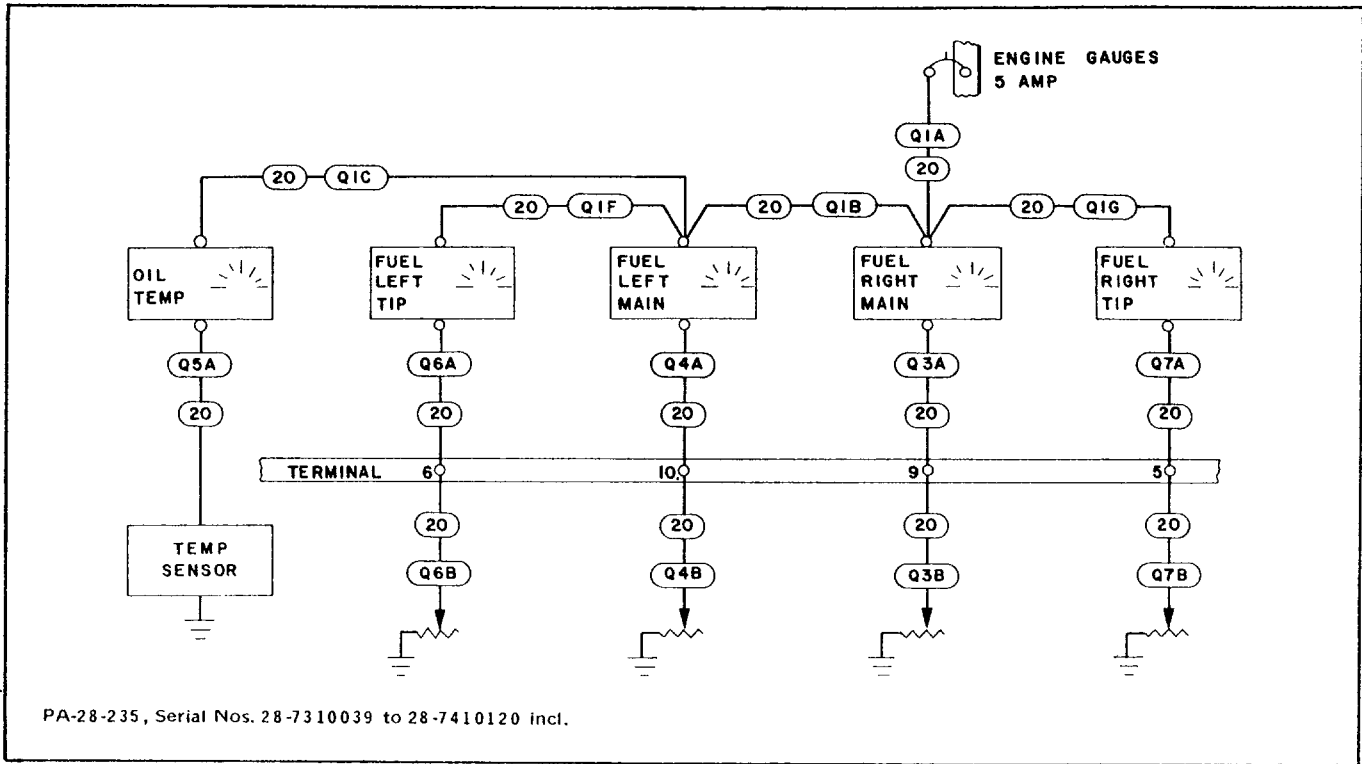 ENGINE GAUGES
5 AMP
Q1A
20
20 Q1C
20 Q1F
20 Q1B
20 Q1G
OIL
TEMP
FUEL
LEFT
TIP
FUEL
LEFT
MAIN
FUEL
RIGHT
MAIN
FUEL
RIGHT
TIP
Q5A
Q6A
Q4A
Q3A
Q7A
20
20
20
20
20
TERMINAL 6 10. 9 5
20
20
20
20
TEMP
SENSOR
Q6B
Q4B
Q3B
Q7B
PA-28-235, Serial Nos. 28-7310039 to 28-7410120 incl.